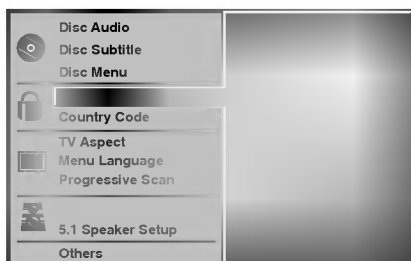 Disc Audio
Disc Subtitle
Disc Menu
Country Code
TV Aspect
Menu Language
Progressive Scan
5.1 Speaker Setup
Others